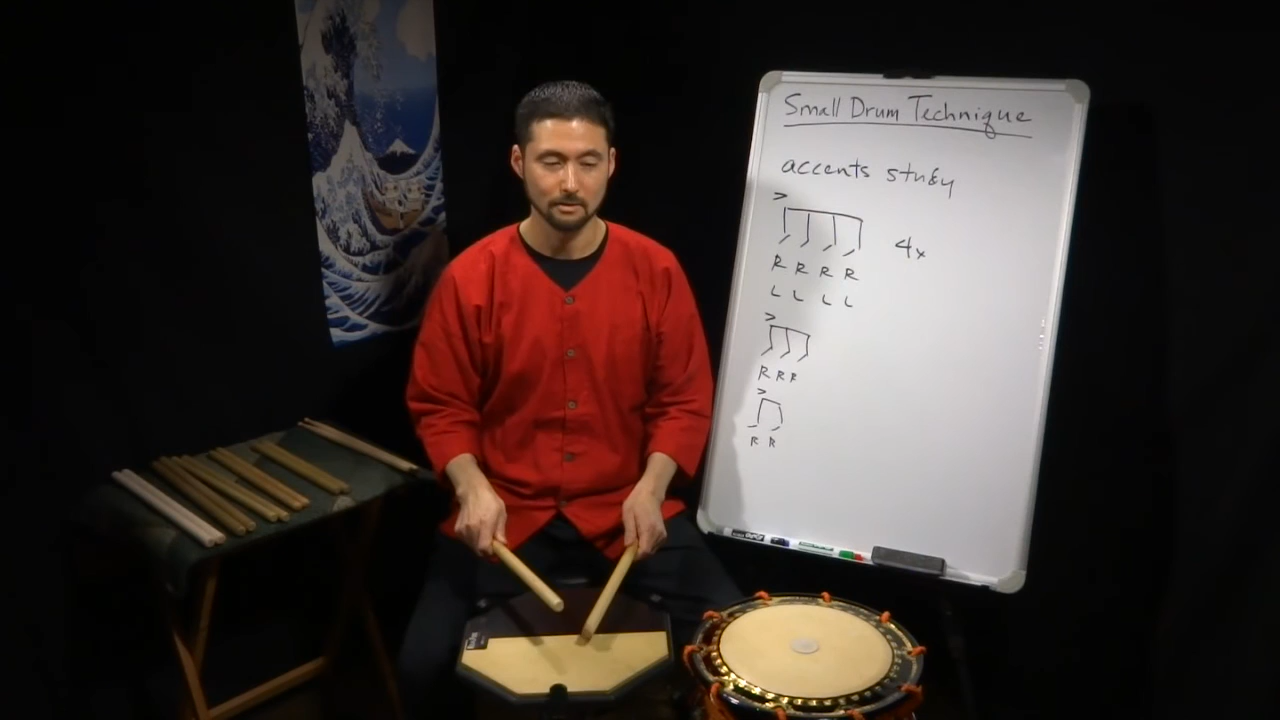 Small Drum Technique
accents study
>
4x
R R R R
L L L L
>
R R R
>
R R